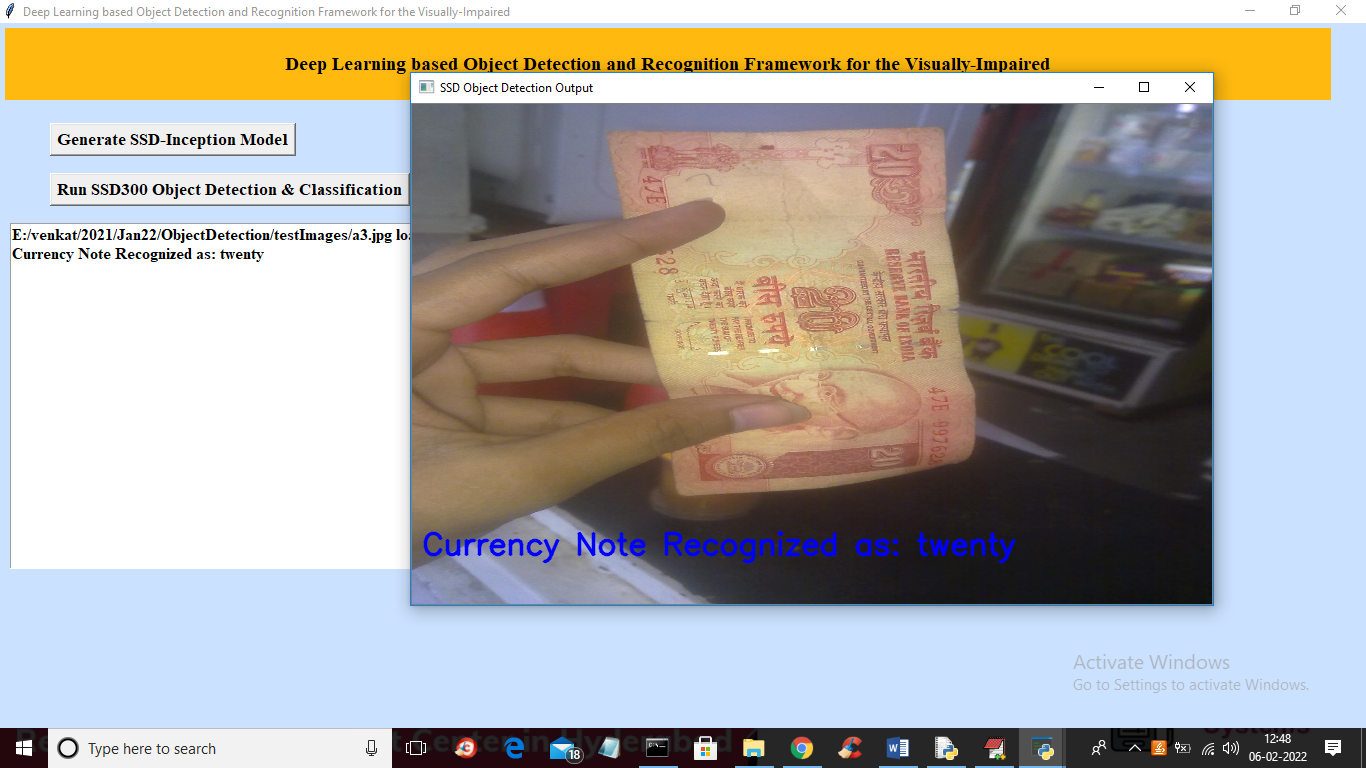 Deep Learning based Object Detection and Recognition Framework for the Visually-Impaired
Deep Learning based Object Detection and Recognition Framework for the Visually-Impaired
SSD Object Detection Output
Generate SSD-Inception Model
Run SSD300 Object Detection & Classification
E:/venkat/2021/Jan22/ObjectDetection/testImages/a3.jpg
Currency Note Recognized as: twenty
20
47E
628
भारतीय रिज़र्व बैंक
RESERVE BANK OF INDIA
20
बीस रुपये
47E 997628
20
Currency Note Recognized as: twenty
Activate Windows
Go to Settings to activate Windows.
Type here to search
18
12:48
06-02-2022